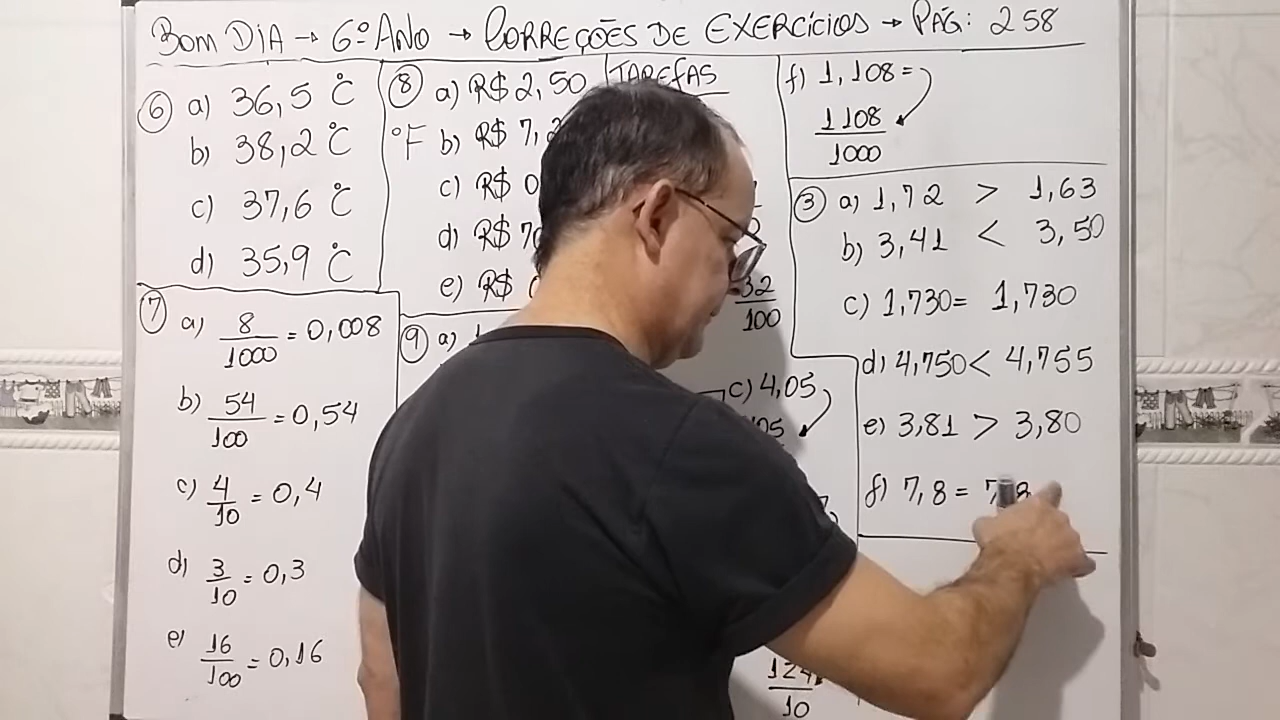 BOM DIA → 6º ANO → CORREÇÕES DE EXERCÍCIOS → PÁG: 258
6 a) 36,5 °C
b) 38,2 °C
c) 37,6 °C
d) 35,9 °C
7 a) 8/1000 = 0,008
b) 54/100 = 0,54
c) 4/10 = 0,4
d) 3/10 = 0,3
e) 16/100 = 0,16
8 a) R$ 2,50
°F b) R$ 7,
c) R$ 0
d) R$ 70
e) R$
9 a) 1
TAREFAS
32
100
c) 4,05
05
124
10
f) 1,108 =
1108
1000
3 a) 1,72 > 1,63
b) 3,41 < 3,50
c) 1,730 = 1,730
d) 4,750 < 4,755
e) 3,81 > 3,80
f) 7,8 = 7,8